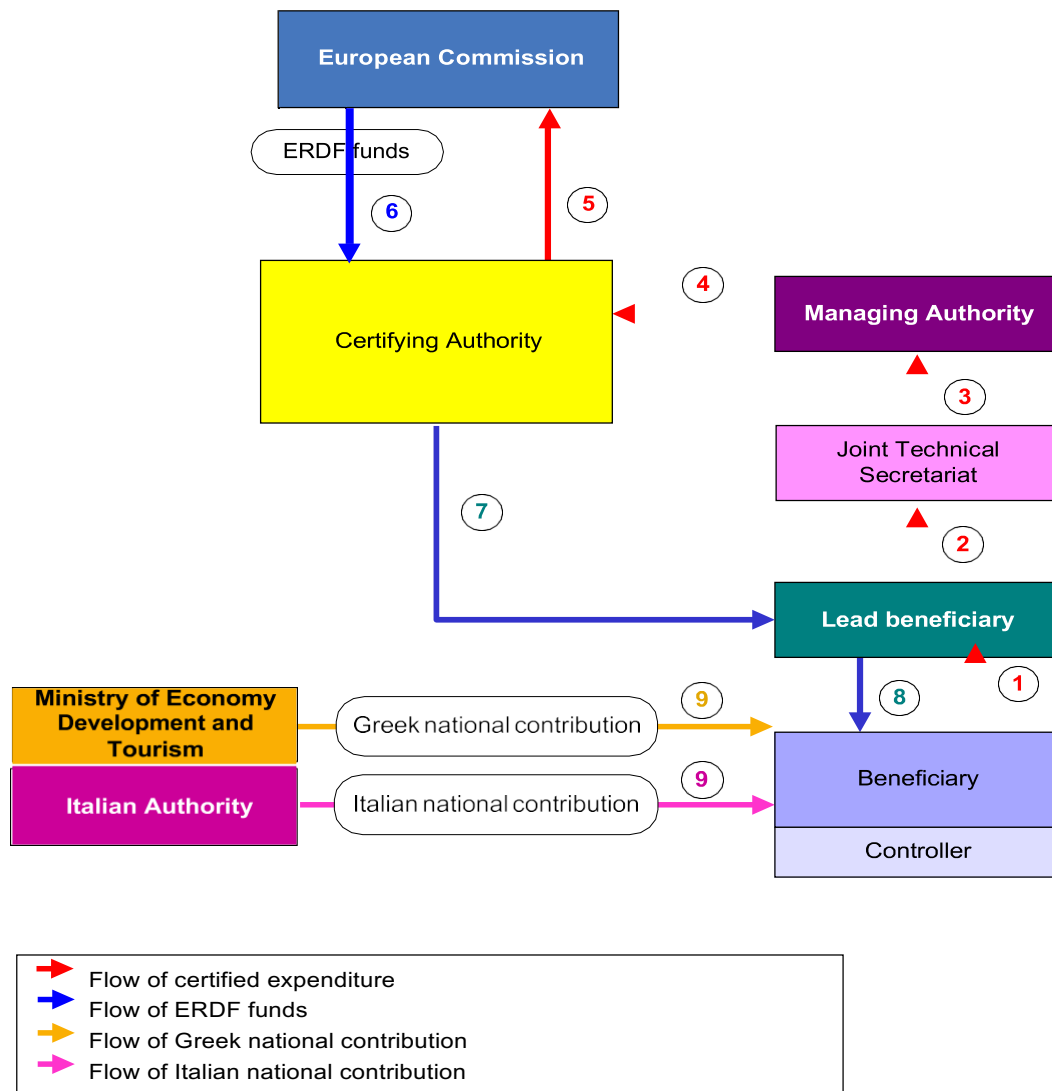 European Commission
ERDF funds
6
5
4
Certifying Authority
Managing Authority
3
Joint Technical
Secretariat
7
2
Lead beneficiary
1
8
Ministry of Economy
Development and
Tourism
Greek national contribution
9
Italian Authority
Italian national contribution
9
Beneficiary
Controller
Flow of certified expenditure
Flow of ERDF funds
Flow of Greek national contribution
Flow of Italian national contribution